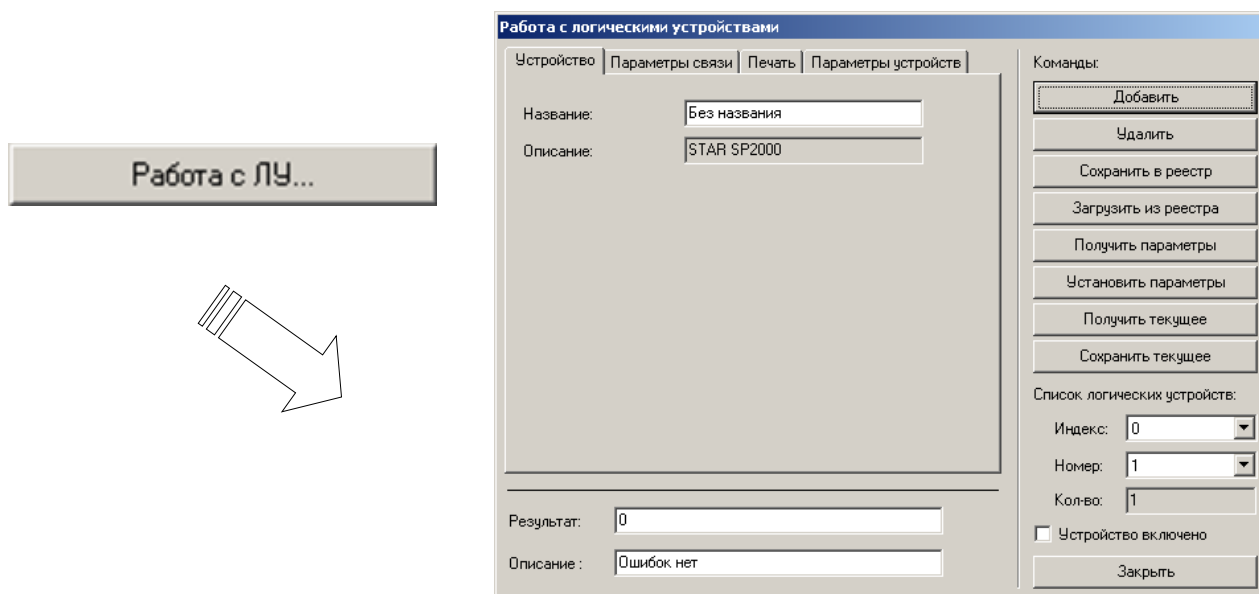 Работа с ЛУ...
Работа с логическими устройствами
Устройство
Параметры связи
Печать
Параметры устройств
Название:
Без названия
Описание:
STAR SP2000
Результат:
0
Описание :
Ошибок нет
Команды:
Добавить
Удалить
Сохранить в реестр
Загрузить из реестра
Получить параметры
Установить параметры
Получить текущее
Сохранить текущее
Список логических устройств:
Индекс:
0
Номер:
1
Кол-во:
1
Устройство включено
Закрыть